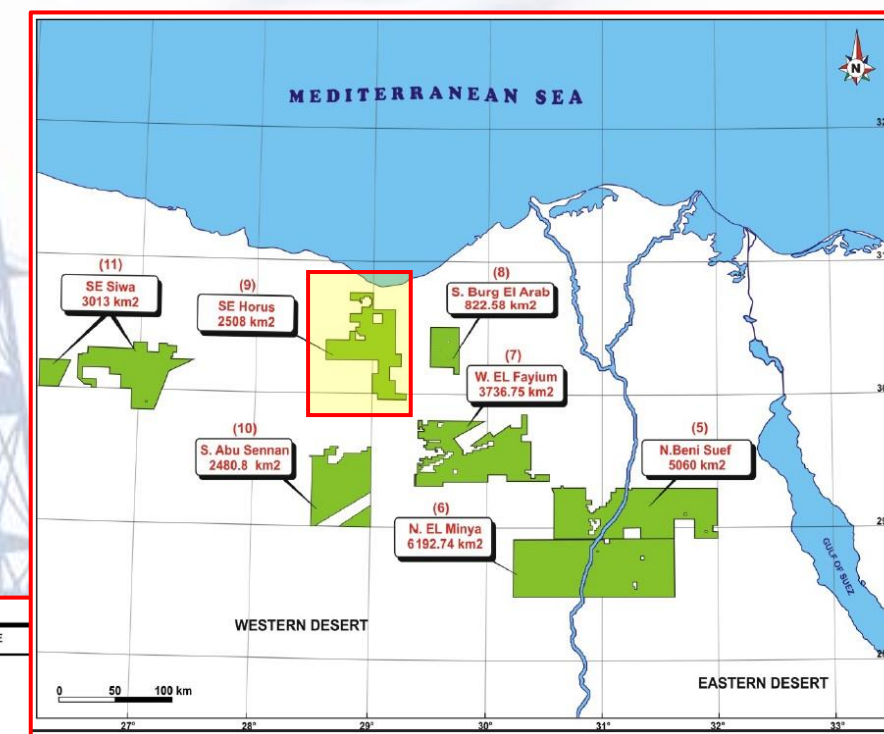 N
MEDITERRANEAN SEA
(11)
SE Siwa
3013 km2
(9)
SE Horus
2508 km2
(8)
S. Burg El Arab
822.58 km2
(7)
W. EL Fayium
3736.75 km2
(10)
S. Abu Sennan
2480.8 km2
(5)
N.Beni Suef
5060 km2
(6)
N. EL Minya
6192.74 km2
GULF OF SUEZ
WESTERN DESERT
EASTERN DESERT
0 50 100 km
27° 28° 29° 30° 31° 32° 33°
E